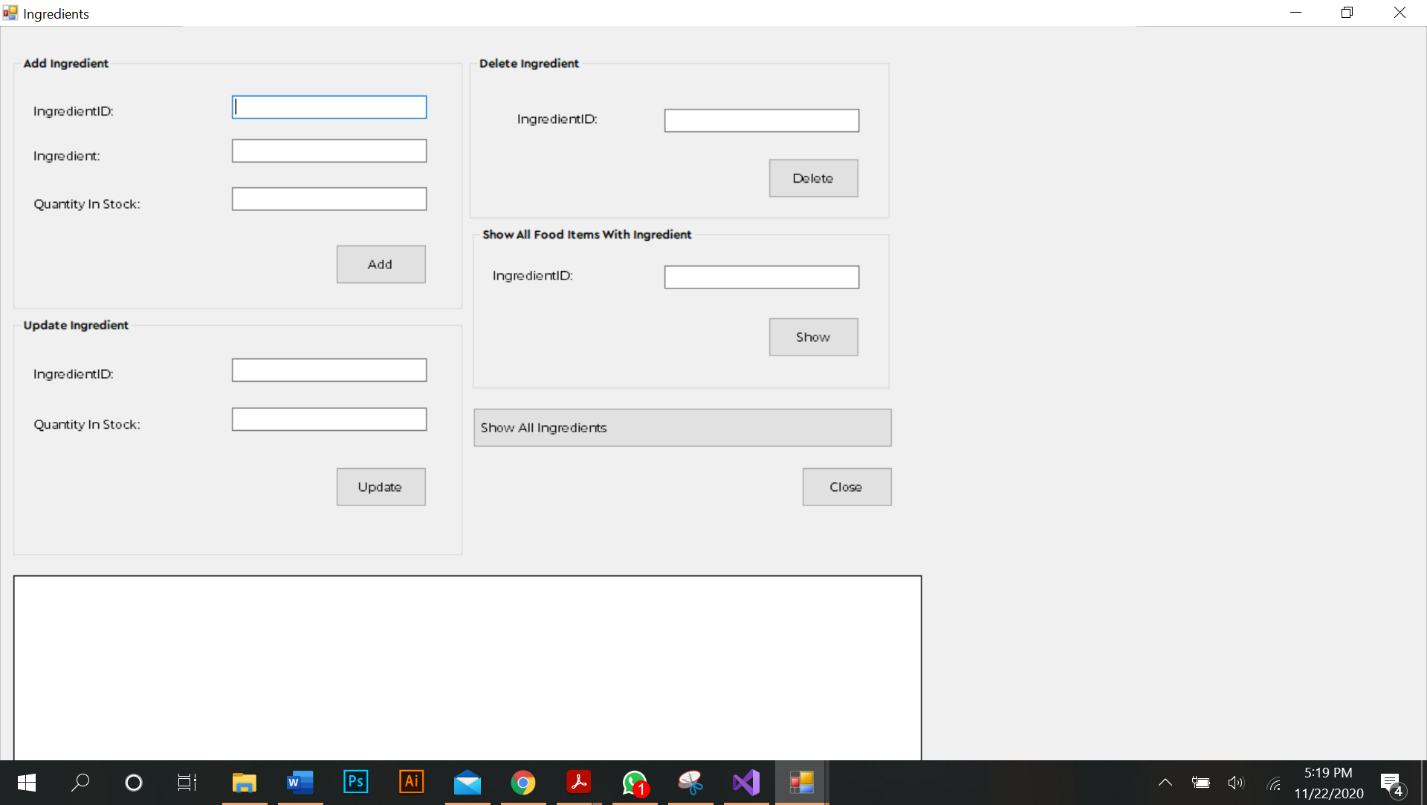 Ingredients
Add Ingredient
IngredientID:
Ingredient:
Quantity In Stock:
Add
Update Ingredient
IngredientID:
Quantity In Stock:
Update
Delete Ingredient
IngredientID:
Delete
Show All Food Items With Ingredient
IngredientID:
Show
Show All Ingredients
Close
W
Ps
Ai
1
5:19 PM
11/22/2020
4